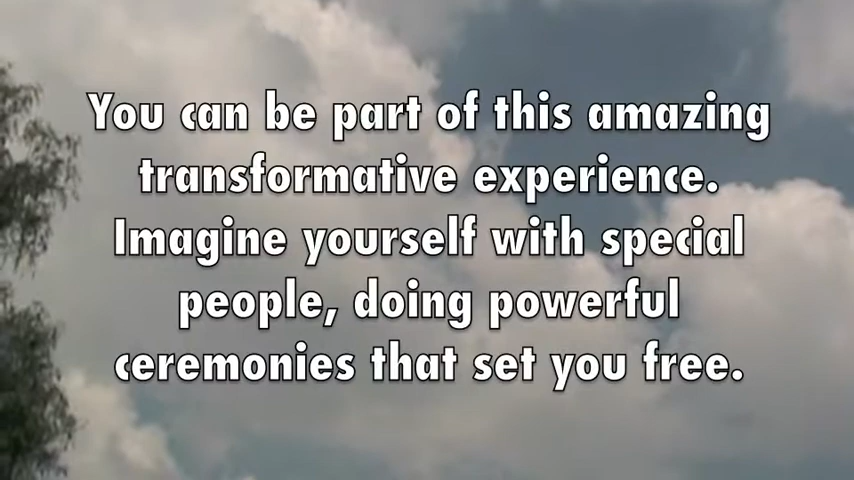 You can be part of this amazing
transformative experience.
Imagine yourself with special
people, doing powerful
ceremonies that set you free.